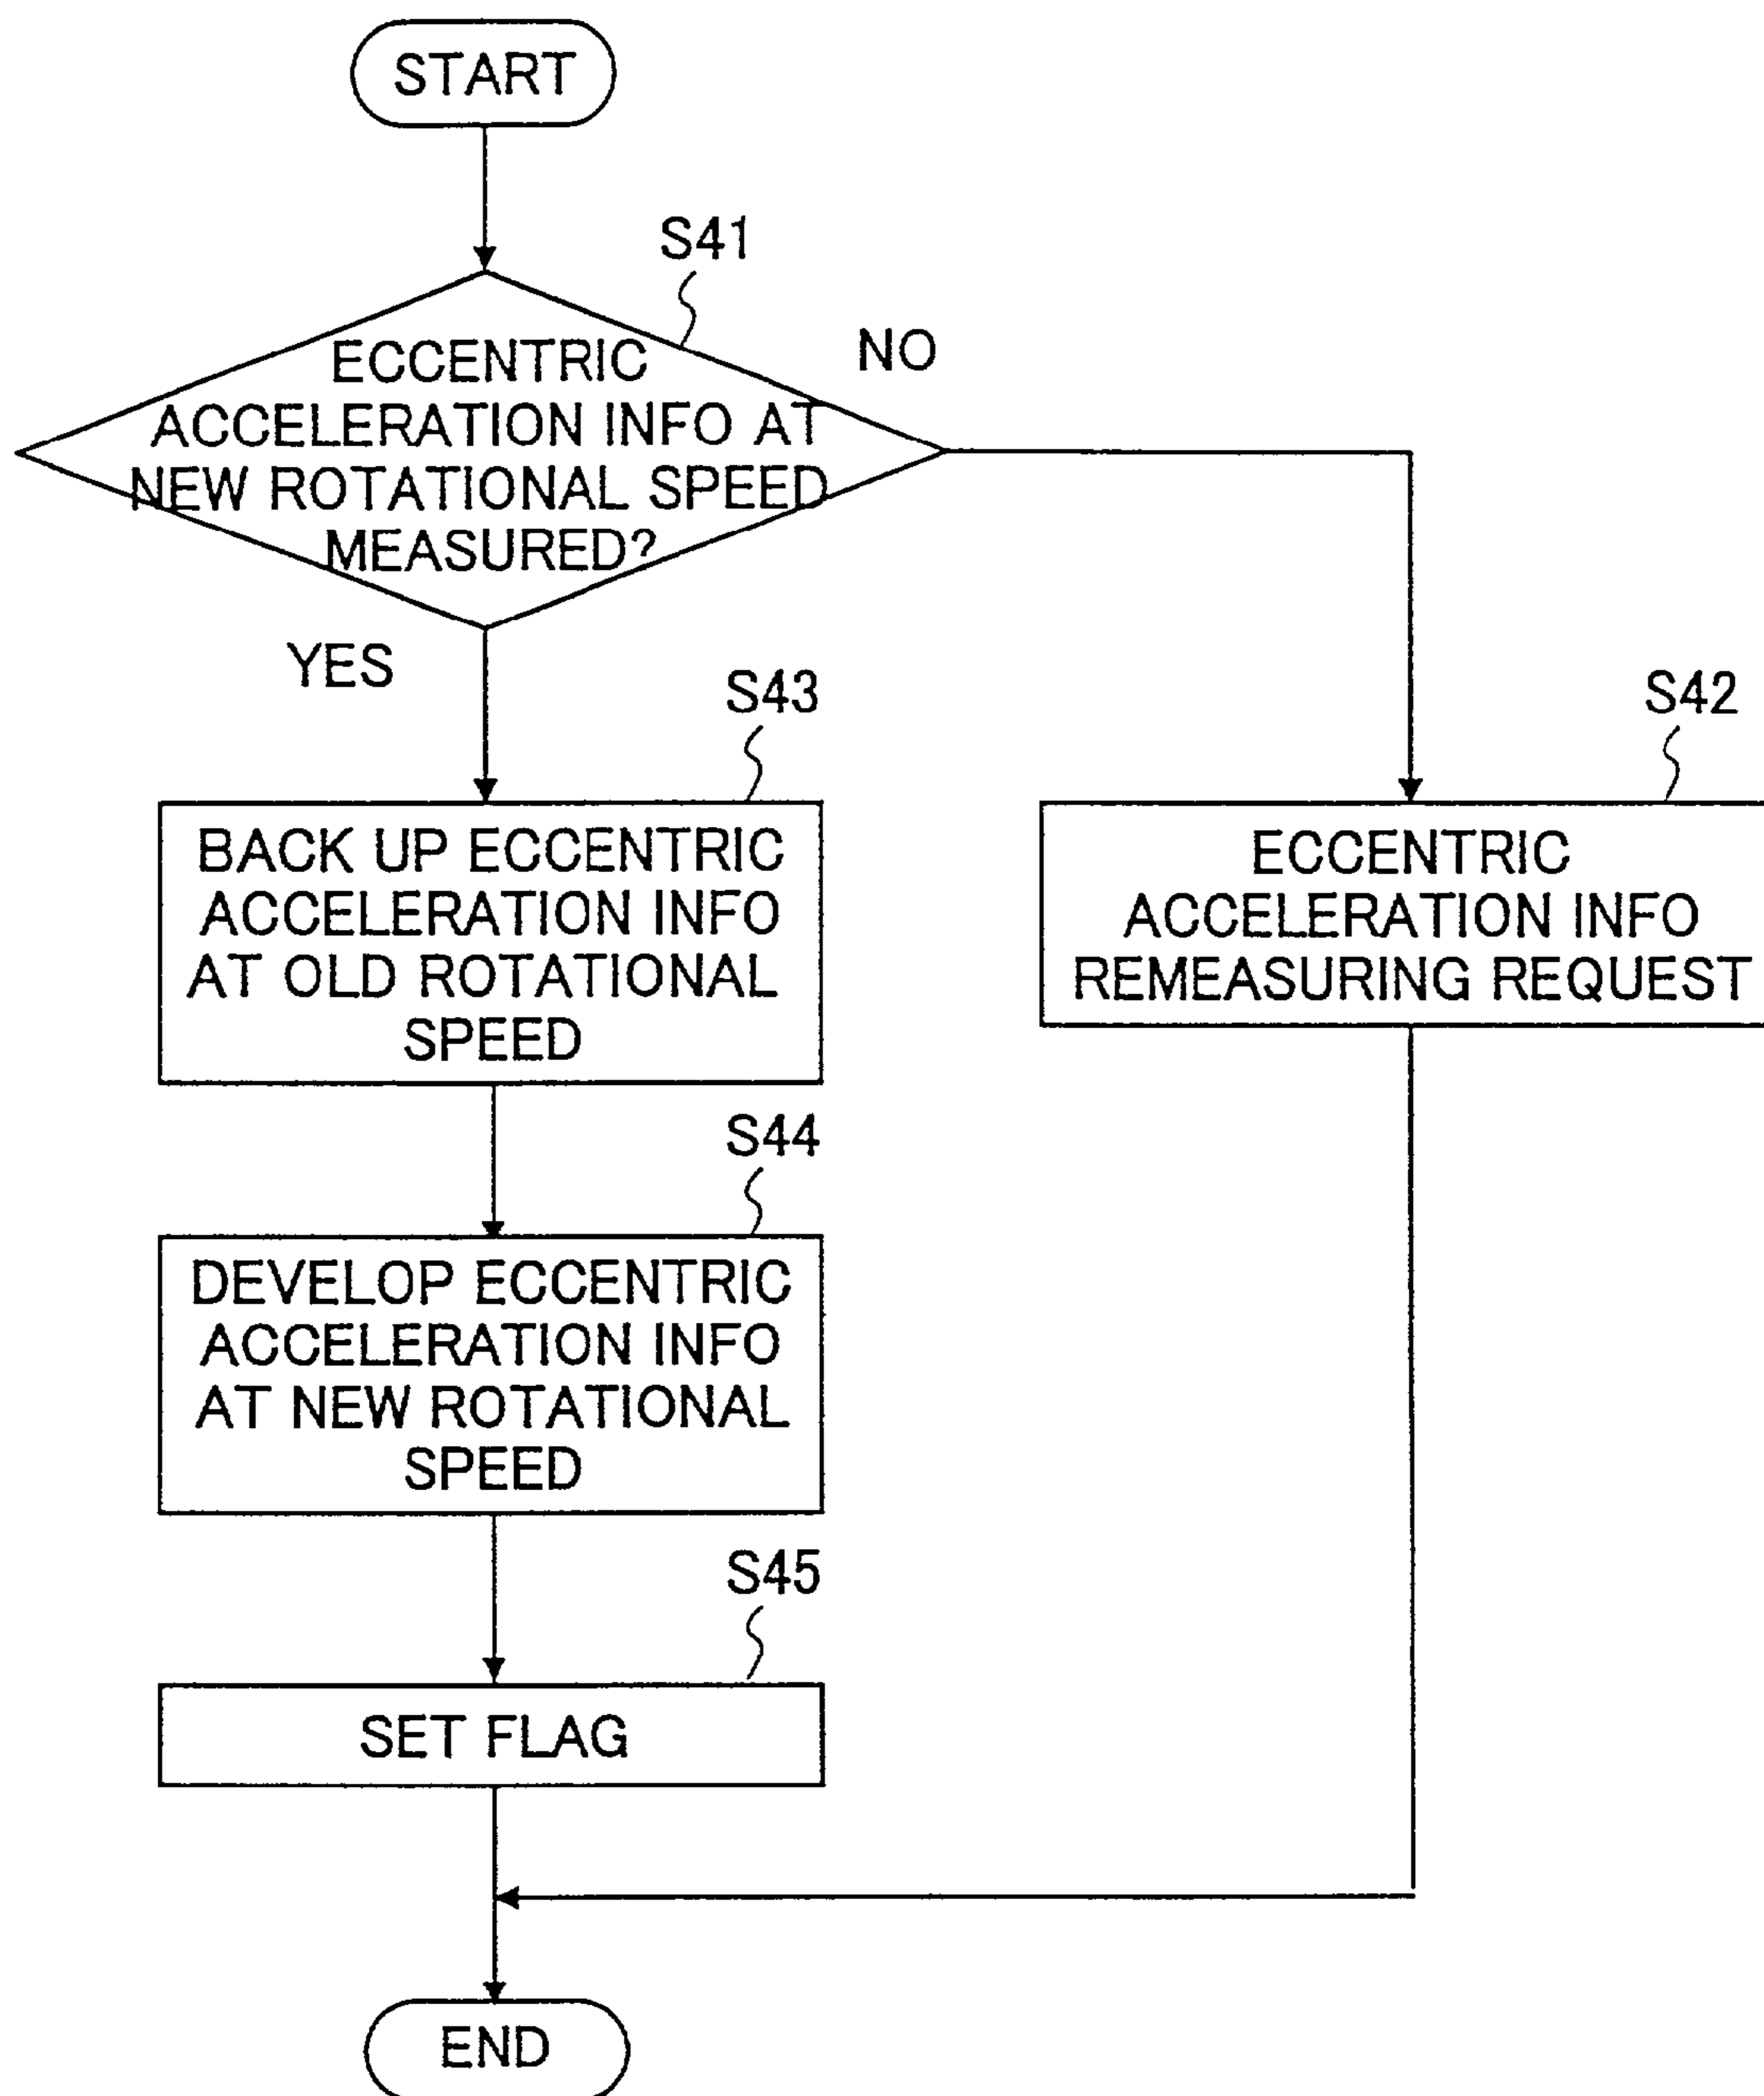 START
S41
NO
ECCENTRIC
ACCELERATION INFO AT
NEW ROTATIONAL SPEED
MEASURED?
YES
S43
S42
BACK UP ECCENTRIC
ACCELERATION INFO
AT OLD ROTATIONAL
SPEED
ECCENTRIC
ACCELERATION INFO
REMEASURING REQUEST
S44
DEVELOP ECCENTRIC
ACCELERATION INFO
AT NEW ROTATIONAL
SPEED
S45
SET FLAG
END